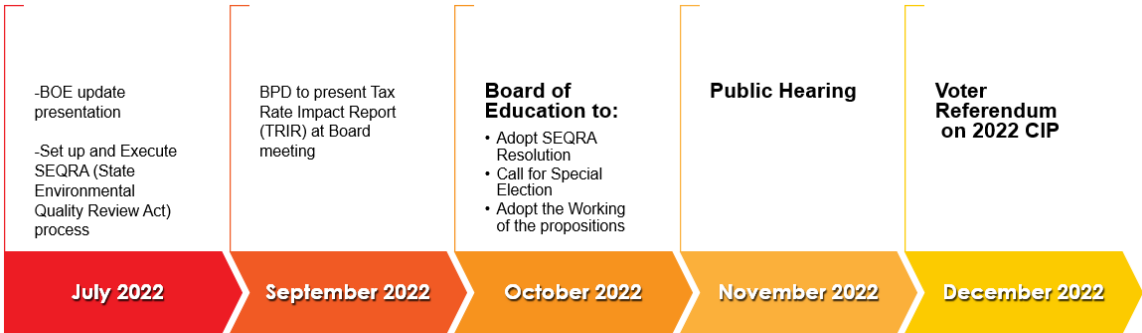 -BOE update
presentation
-Set up and Execute
SEQRA (State
Environmental
Quality Review Act)
process
July 2022
BPD to present Tax
Rate Impact Report
(TRIR) at Board
meeting
September 2022
Board of
Education to:
• Adopt SEQRA
Resolution
• Call for Special
Election
• Adopt the Working
of the propositions
October 2022
Public Hearing
November 2022
Voter
Referendum
on 2022 CIP
December 2022